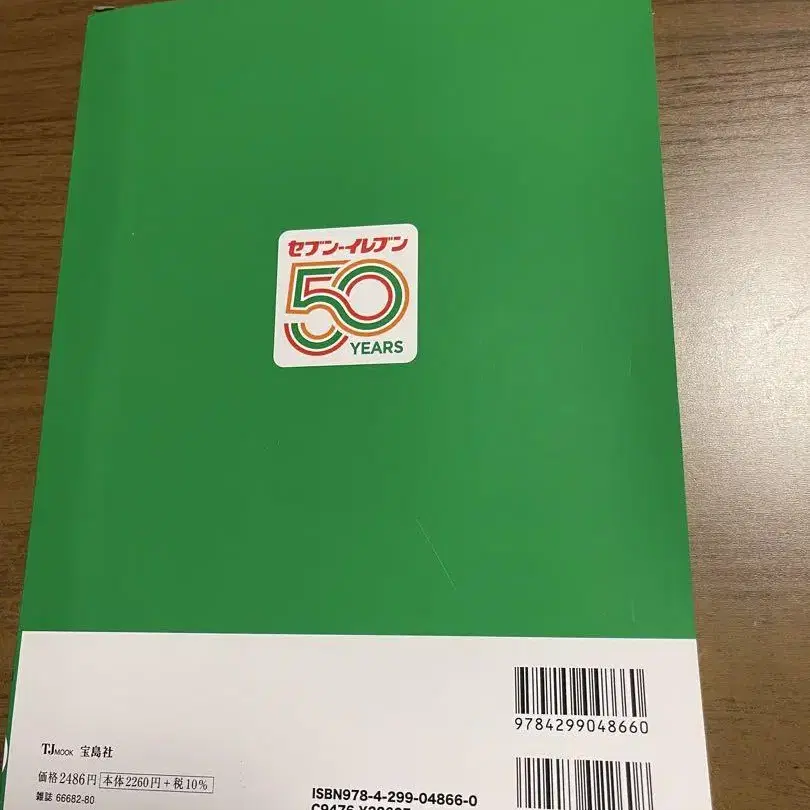 セブン-イレブン
50
YEARS
9784299048660
TJMOOK 宝島社
価格2486円 本体2260円+税10%
雑誌 66682-80
ISBN978-4-299-04866-0